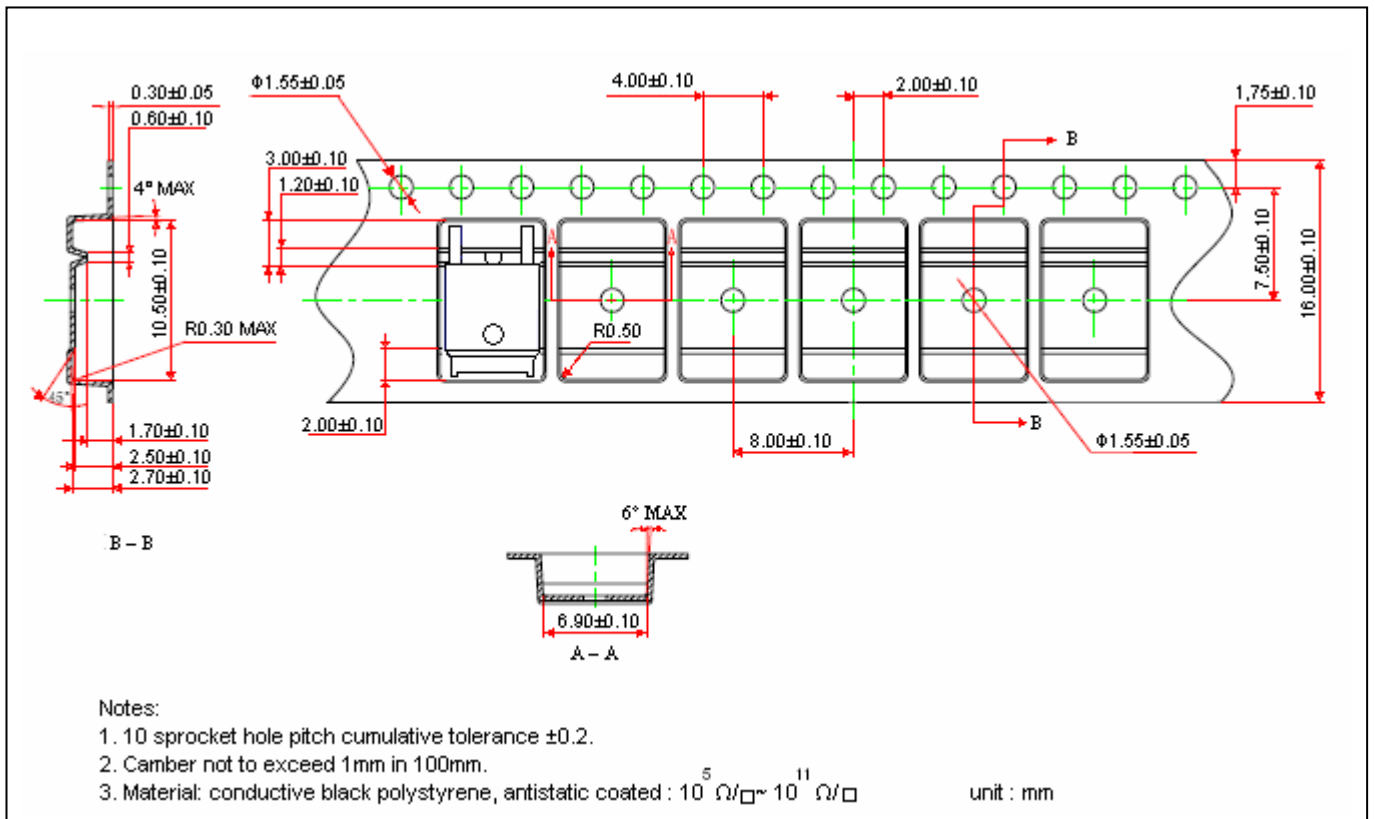 0.30±0.05
Φ1.55±0.05
4.00±0.10
2.00±0.10
1,75±0.10
0.60±0.10
B
3.00±0.10
4° MAX
1.20±0.10
A
A
7.50±0.10
16.00±0.10
10.50±0.10
R0.30 MAX
R0.50
45°
2.00±0.10
1.70±0.10
B
8.00±0.10
Φ1.55±0.05
2.50±0.10
2.70±0.10
6° MAX
B – B
6.90±0.10
A – A
Notes:
1. 10 sprocket hole pitch cumulative tolerance ±0.2.
2. Camber not to exceed 1mm in 100mm.
3. Material: conductive black polystyrene, antistatic coated : 10⁵ Ω/□~ 10¹¹ Ω/□ unit : mm